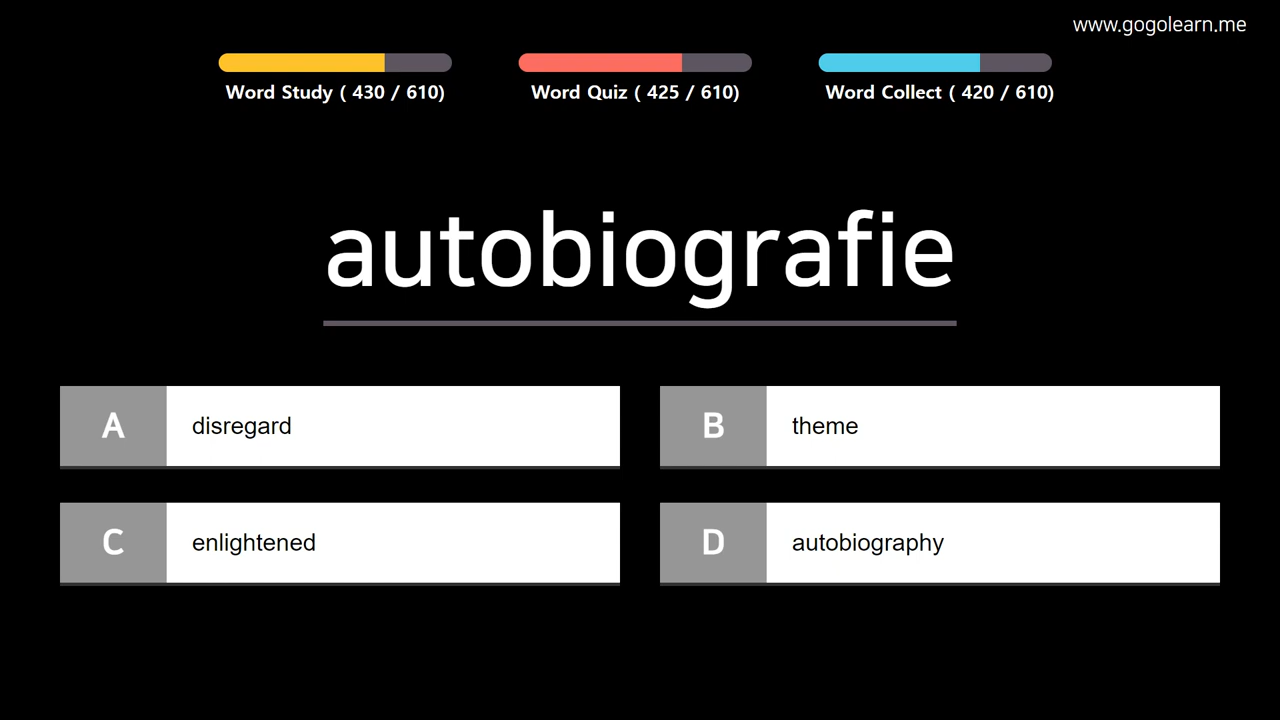 www.gogolearn.me
Word Study ( 430 / 610)
Word Quiz ( 425 / 610)
Word Collect ( 420 / 610)
autobiografie
A disregard
B theme
C enlightened
D autobiography